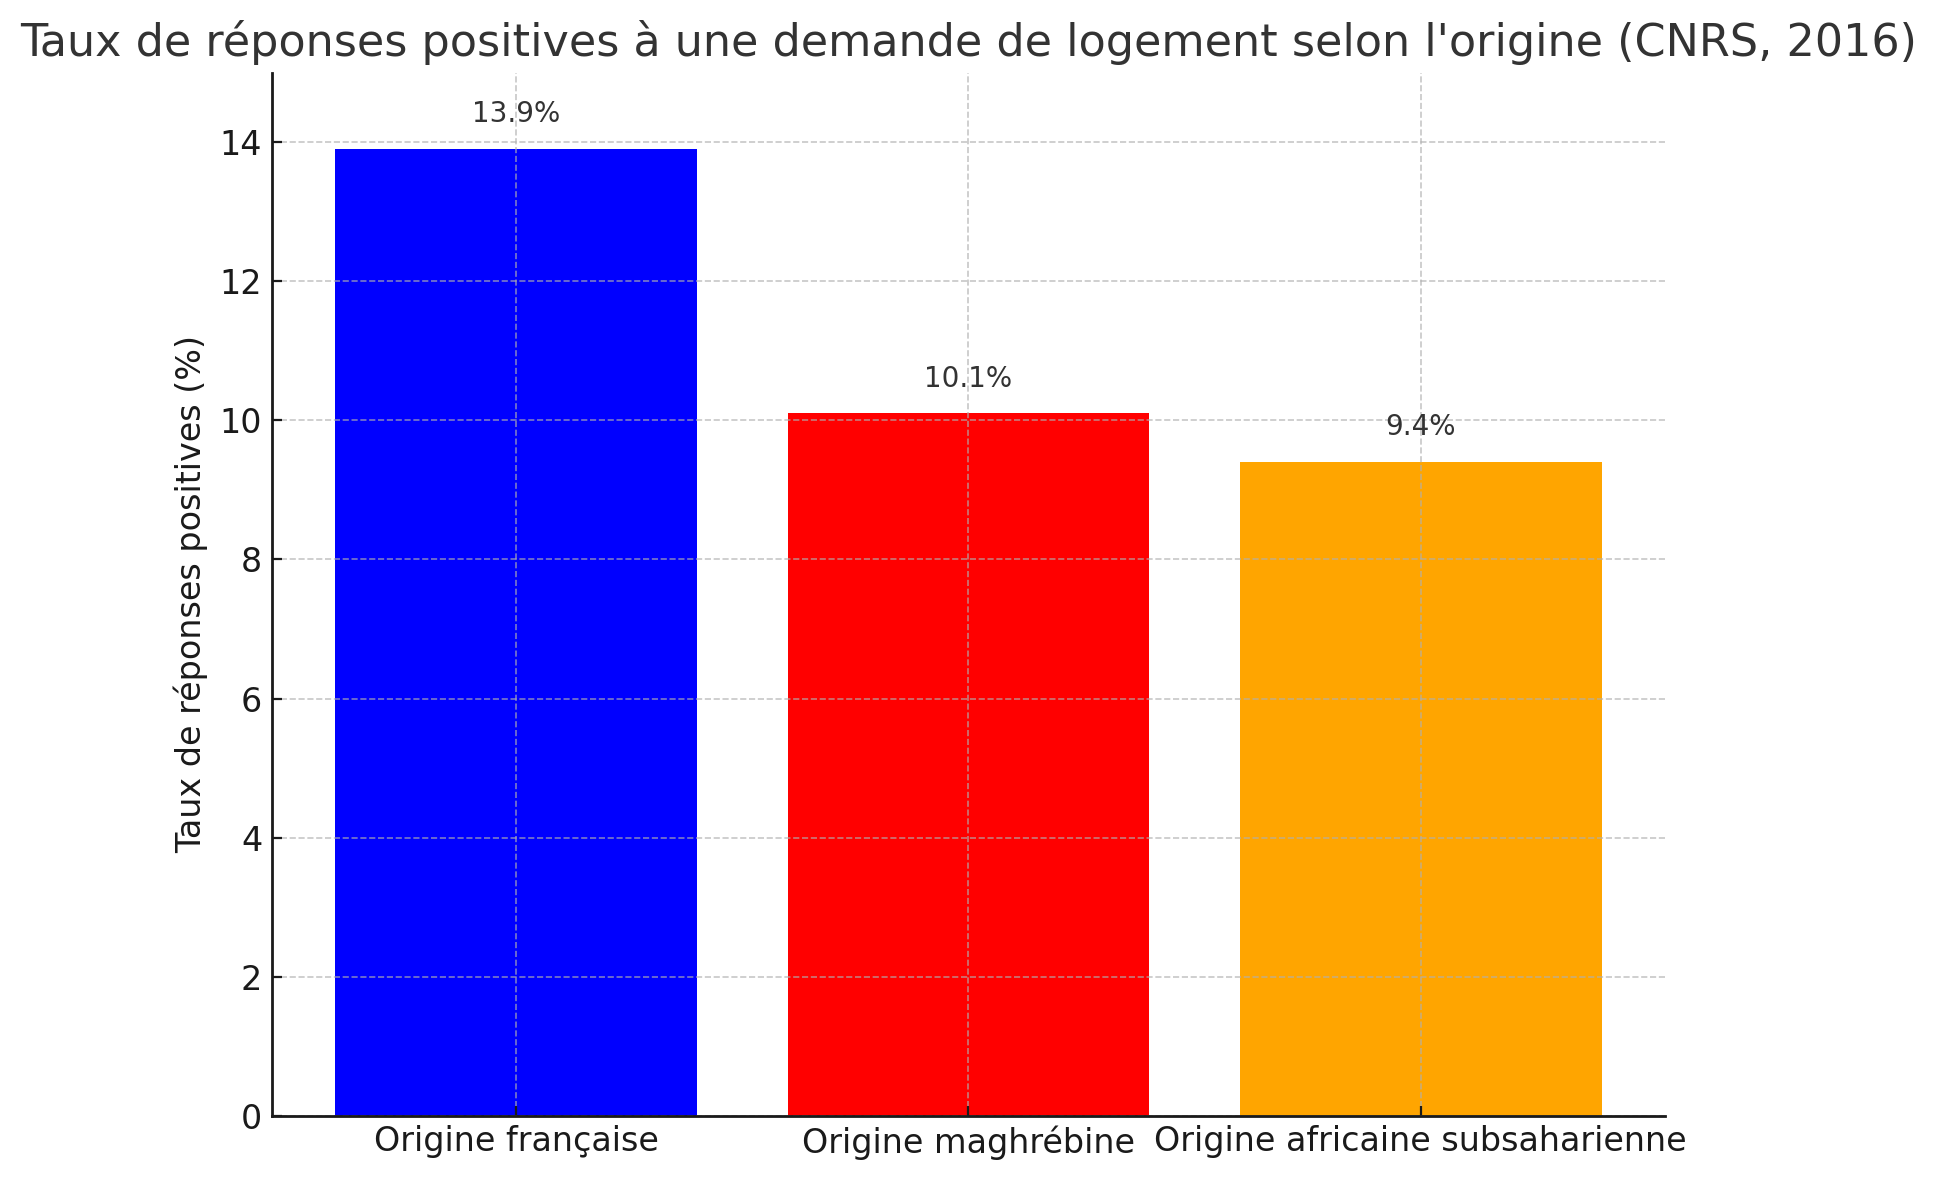 Taux de réponses positives à une demande de logement selon l'origine (CNRS, 2016)
13.9%
14
12
10.1%
10
9.4%
8
6
4
2
0
Taux de réponses positives (%)
Origine française
Origine maghrébine
Origine africaine subsaharienne